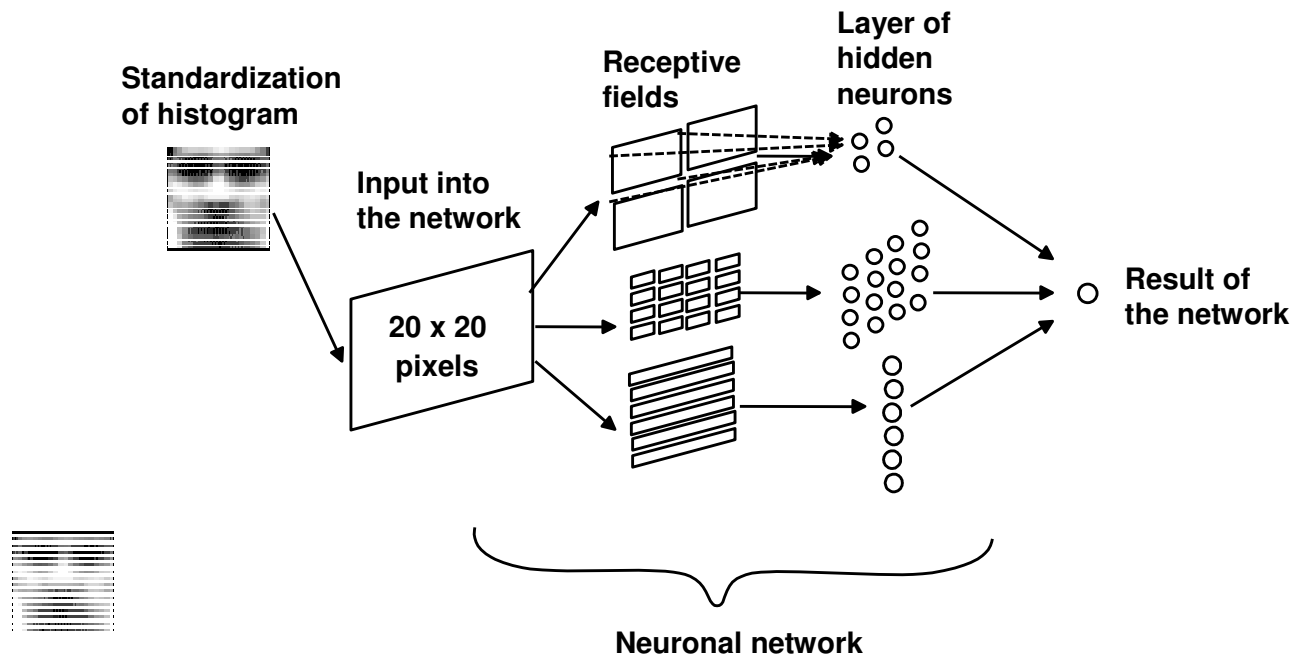 Standardization
of histogram
Input into
the network
20 x 20
pixels
Receptive
fields
Layer of
hidden
neurons
Result of
the network
Neuronal network